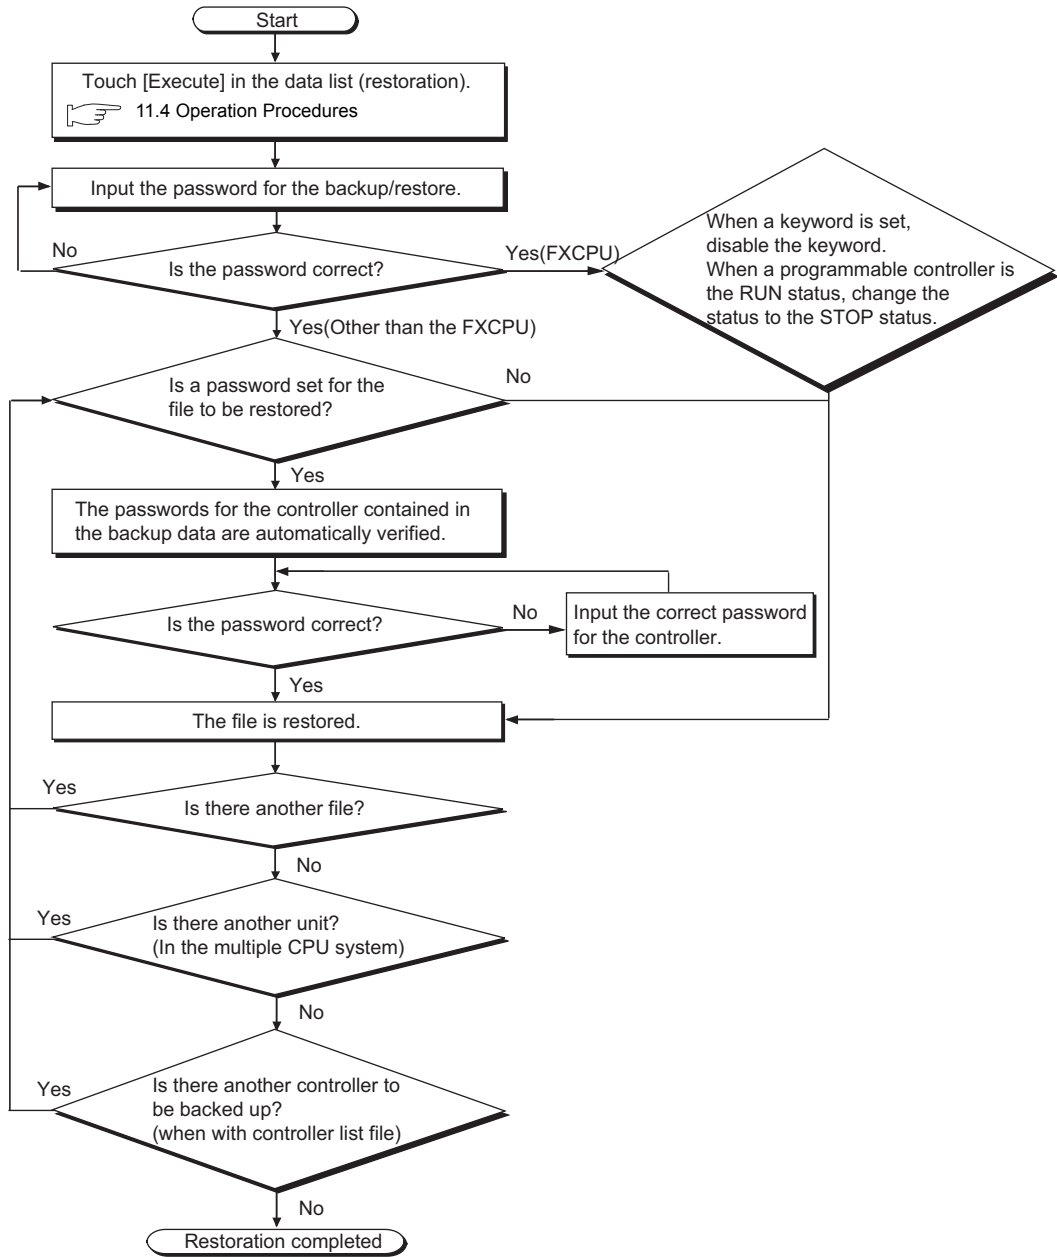 Start
Touch [Execute] in the data list (restoration).
11.4 Operation Procedures
Input the password for the backup/restore.
No
Is the password correct?
Yes(FXCPU)
When a keyword is set,
disable the keyword.
When a programmable controller is
the RUN status, change the
status to the STOP status.
Yes(Other than the FXCPU)
Is a password set for the
file to be restored?
No
Yes
The passwords for the controller contained in
the backup data are automatically verified.
Is the password correct?
No
Input the correct password
for the controller.
Yes
The file is restored.
Yes
Is there another file?
No
Yes
Is there another unit?
(In the multiple CPU system)
No
Yes
Is there another controller to
be backed up?
(when with controller list file)
No
Restoration completed